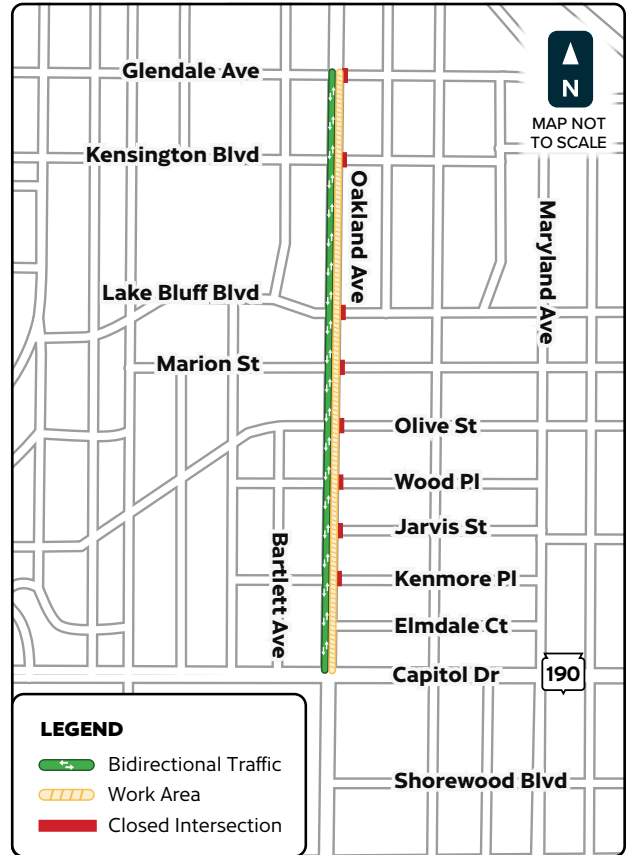 Glendale Ave
N
MAP NOT
TO SCALE
Kensington Blvd
Oakland Ave
Maryland Ave
Lake Bluff Blvd
Marion St
Olive St
Wood Pl
Jarvis St
Bartlett Ave
Kenmore Pl
Elmdale Ct
Capitol Dr
190
LEGEND
Bidirectional Traffic
Work Area
Closed Intersection
Shorewood Blvd